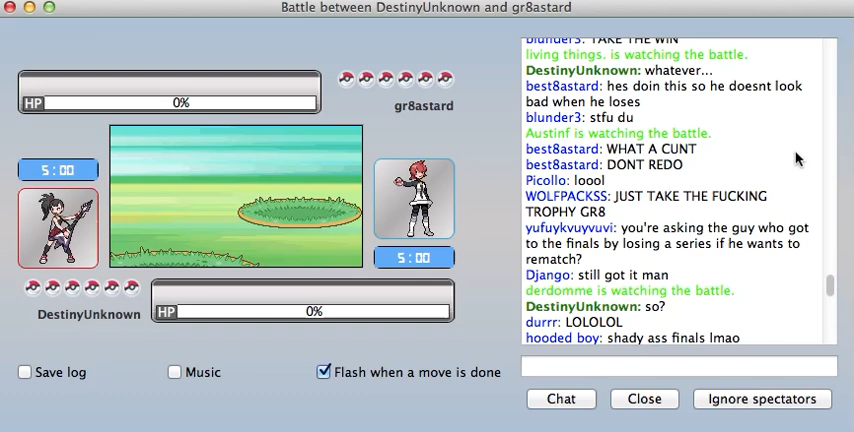 Battle between DestinyUnknown and gr8astard
HP
0%
gr8astard
5:00
5:00
DestinyUnknown
HP
0%
Save log
Music
Flash when a move is done
blunder3: TAKE THE WIN
living things. is watching the battle.
DestinyUnknown: whatever...
best8astard: hes doin this so he doesnt look
bad when he loses
blunder3: stfu du
Austinf is watching the battle.
best8astard: WHAT A CUNT
best8astard: DONT REDO
Picollo: loool
WOLFPACKSS: JUST TAKE THE FUCKING
TROPHY GR8
yufuykvuyvuvi: you're asking the guy who got
to the finals by losing a series if he wants to
rematch?
Django: still got it man
derdomme is watching the battle.
DestinyUnknown: so?
durrr: LOLOLOL
hooded boy: shady ass finals lmao
Chat
Close
Ignore spectators